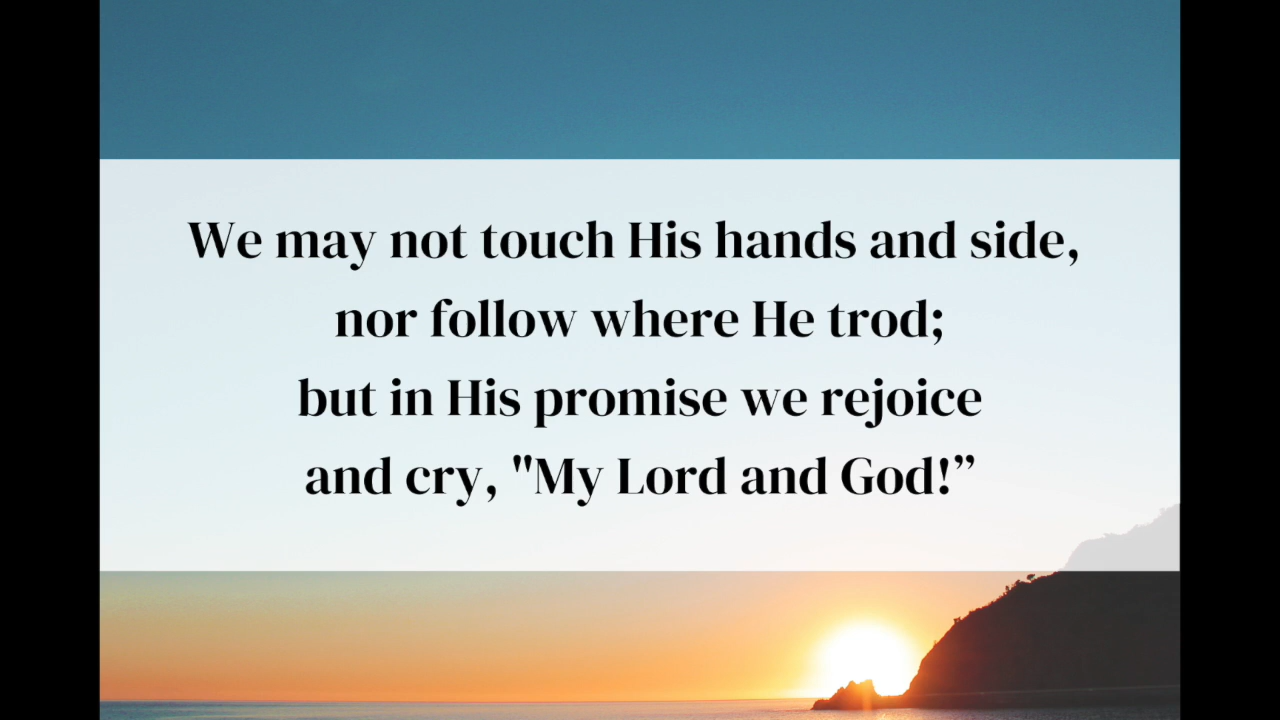 We may not touch His hands and side,
nor follow where He trod;
but in His promise we rejoice
and cry, "My Lord and God!”